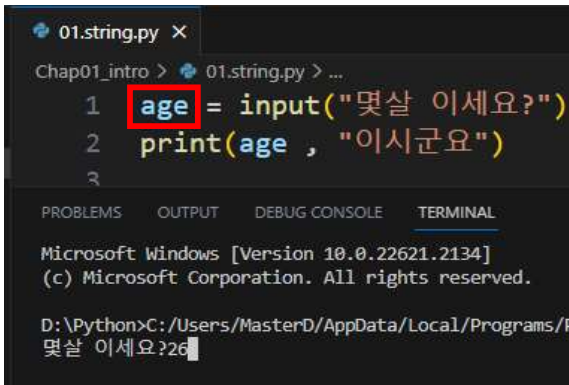 01.string.py ×
Chap01_intro > 01.string.py > ...
1 age = input("몇살 이세요?")
2 print(age , "이시군요")
3
PROBLEMS OUTPUT DEBUG CONSOLE TERMINAL
Microsoft Windows [Version 10.0.22621.2134]
(c) Microsoft Corporation. All rights reserved.
D:\Python>C:/Users/MasterD/AppData/Local/Programs/
몇살 이세요?26